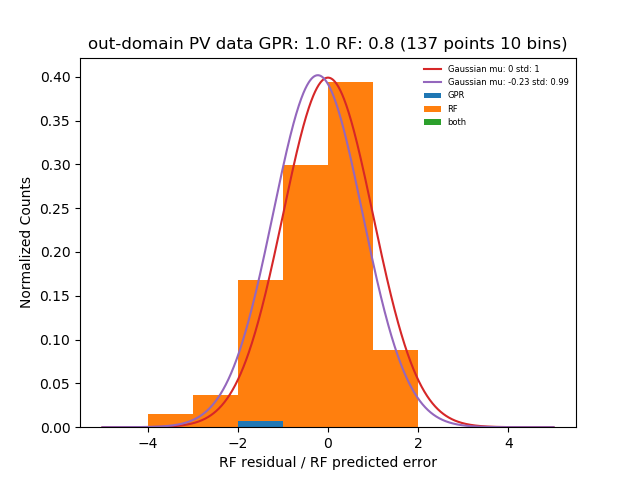 out-domain PV data GPR: 1.0 RF: 0.8 (137 points 10 bins)
Gaussian mu: 0 std: 1
Gaussian mu: -0.23 std: 0.99
GPR
RF
both
Normalized Counts
0.40
0.35
0.30
0.25
0.20
0.15
0.10
0.05
0.00
−4 −2 0 2 4
RF residual / RF predicted error